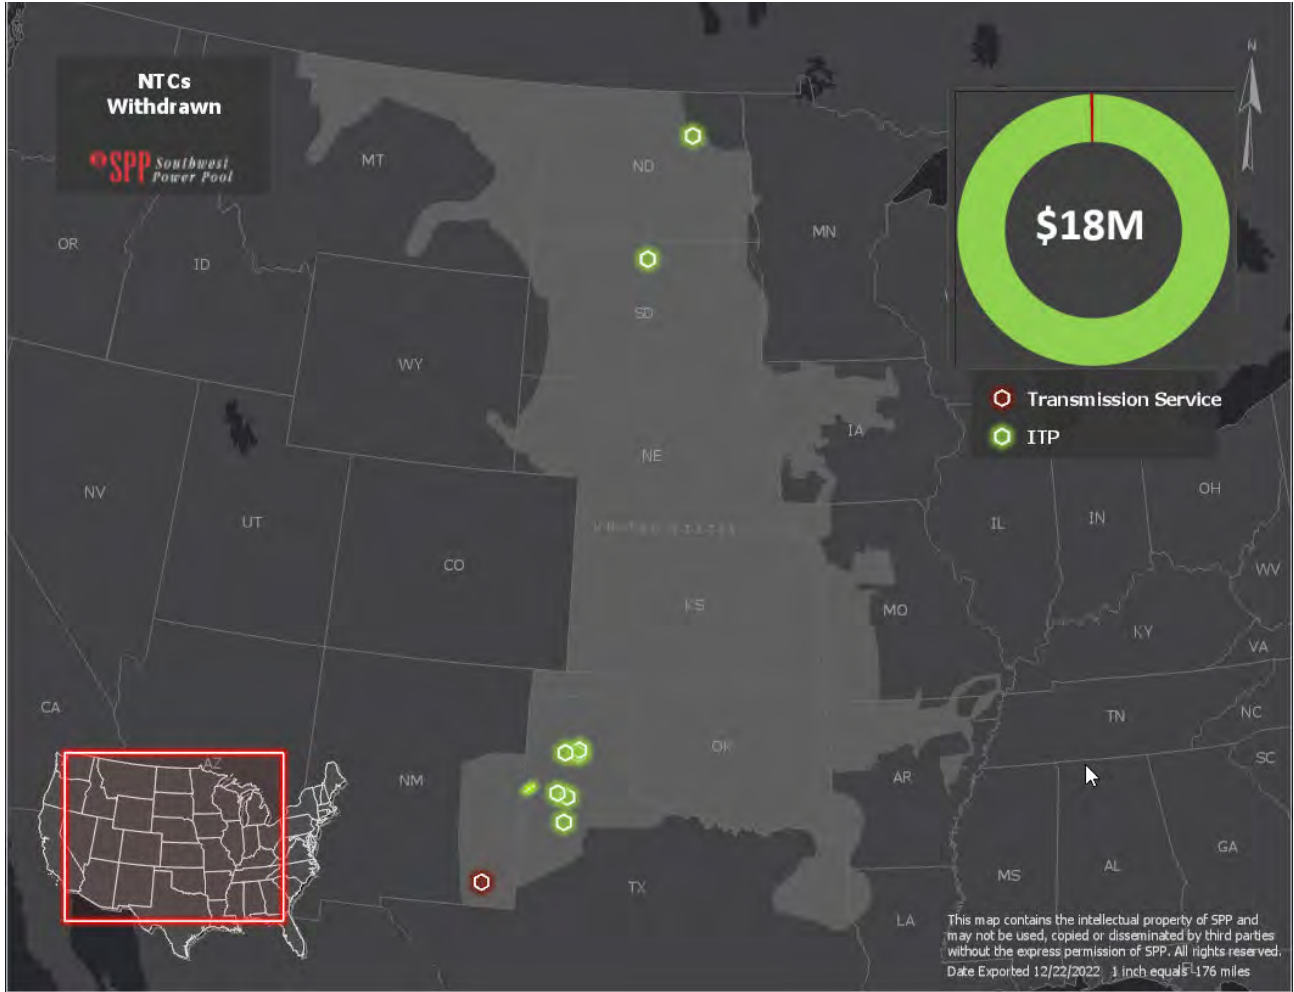 NTCs
Withdrawn
SPP Southwest
Power Pool
N
$18M
Transmission Service
ITP
MT
ND
OR
MN
ID
SD
WY
IA
NE
NV
OH
UT
IL
IN
UNITED STATES
CO
WV
KS
MO
KY
VA
CA
TN
NC
OK
SC
AZ
NM
AR
GA
AL
MS
TX
LA
FL
This map contains the intellectual property of SPP and
may not be used, copied or disseminated by third parties
without the express permission of SPP. All rights reserved.
Date Exported 12/22/2022 1 inch equals 176 miles